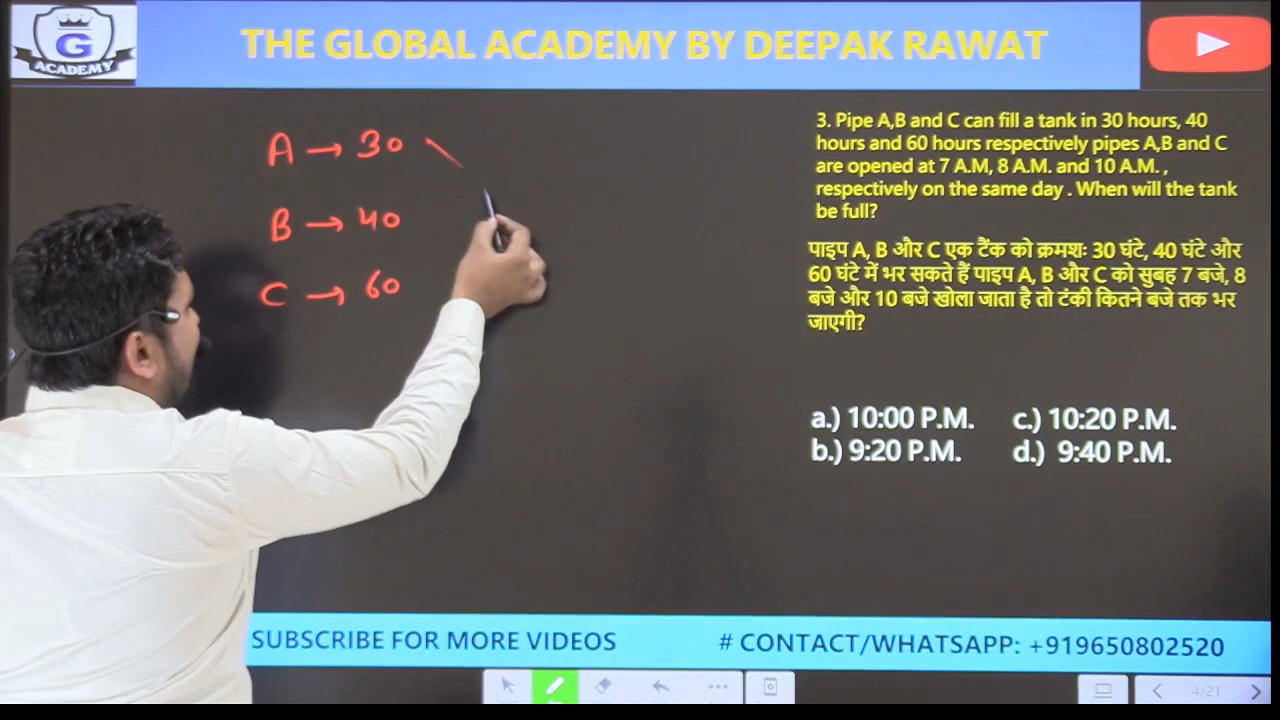 G
ACADEMY
THE GLOBAL ACADEMY BY DEEPAK RAWAT
A → 30
B → 40
C → 60
3. Pipe A,B and C can fill a tank in 30 hours, 40
hours and 60 hours respectively pipes A,B and C
are opened at 7 A.M, 8 A.M. and 10 A.M. ,
respectively on the same day . When will the tank
be full?
पाइप A, B और C एक टैंक को क्रमशः 30 घंटे, 40 घंटे और
60 घंटे में भर सकते हैं पाइप A, B और C को सुबह 7 बजे, 8
बजे और 10 बजे खोला जाता है तो टंकी कितने बजे तक भर
जाएगी?
a.) 10:00 P.M. c.) 10:20 P.M.
b.) 9:20 P.M. d.) 9:40 P.M.
SUBSCRIBE FOR MORE VIDEOS # CONTACT/WHATSAPP: +919650802520
4/21